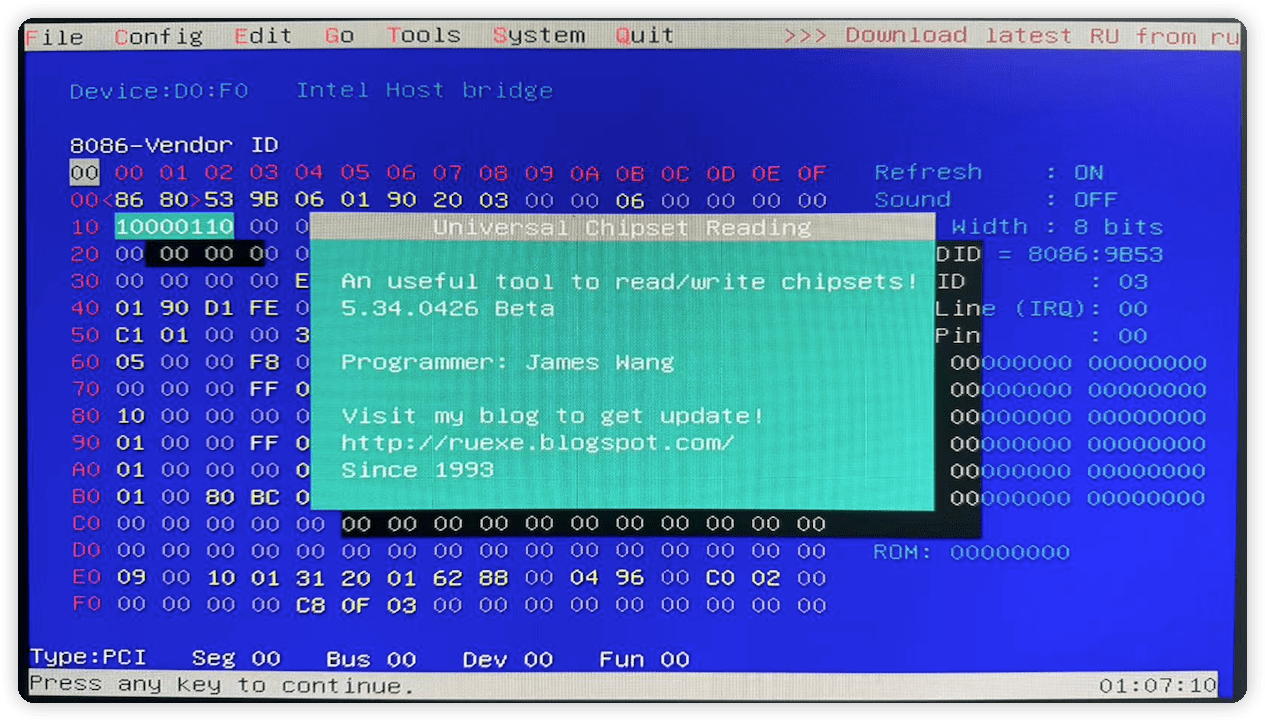 File Config Edit Go Tools System Quit >>> Download latest RU from ru
Device:D0:F0 Intel Host bridge
8086-Vendor ID
00 00 01 02 03 04 05 06 07 08 09 0A 0B 0C 0D 0E 0F Refresh : ON
00<86 80>53 9B 06 01 90 20 03 00 00 06 00 00 00 00 Sound : OFF
10 10000110 00 0 Universal Chipset Reading Width : 8 bits
20 00 00 00 00 0 DID = 8086:9B53
30 00 00 00 00 E An useful tool to read/write chipsets! ID : 03
40 01 90 D1 FE 0 5.34.0426 Beta Line (IRQ): 00
50 C1 01 00 00 3 Pin : 00
60 05 00 00 F8 0 Programmer: James Wang 00000000 00000000
70 00 00 00 FF 0 00000000 00000000
80 10 00 00 00 0 Visit my blog to get update! 00000000 00000000
90 01 00 00 FF 0 http://ruexe.blogspot.com/ 00000000 00000000
A0 01 00 00 00 0 Since 1993 00000000 00000000
B0 01 00 80 BC 0 00000000 00000000
C0 00 00 00 00 00 00 00 00 00 00 00 00 00 00 00 00
D0 00 00 00 00 00 00 00 00 00 00 00 00 00 00 00 00 ROM: 00000000
E0 09 00 10 01 31 20 01 62 88 00 04 96 00 C0 02 00
F0 00 00 00 00 C8 0F 03 00 00 00 00 00 00 00 00 00
Type:PCI Seg 00 Bus 00 Dev 00 Fun 00
Press any key to continue. 01:07:10